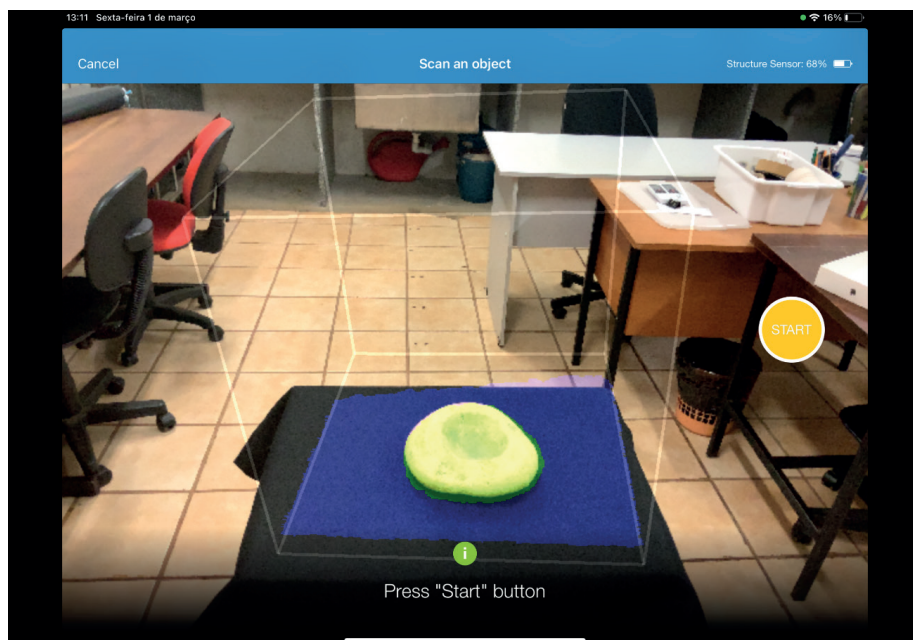 13:11 Sexta-feira 1 de março
16%
Cancel
Scan an object
Structure Sensor: 68%
START
i
Press "Start" button